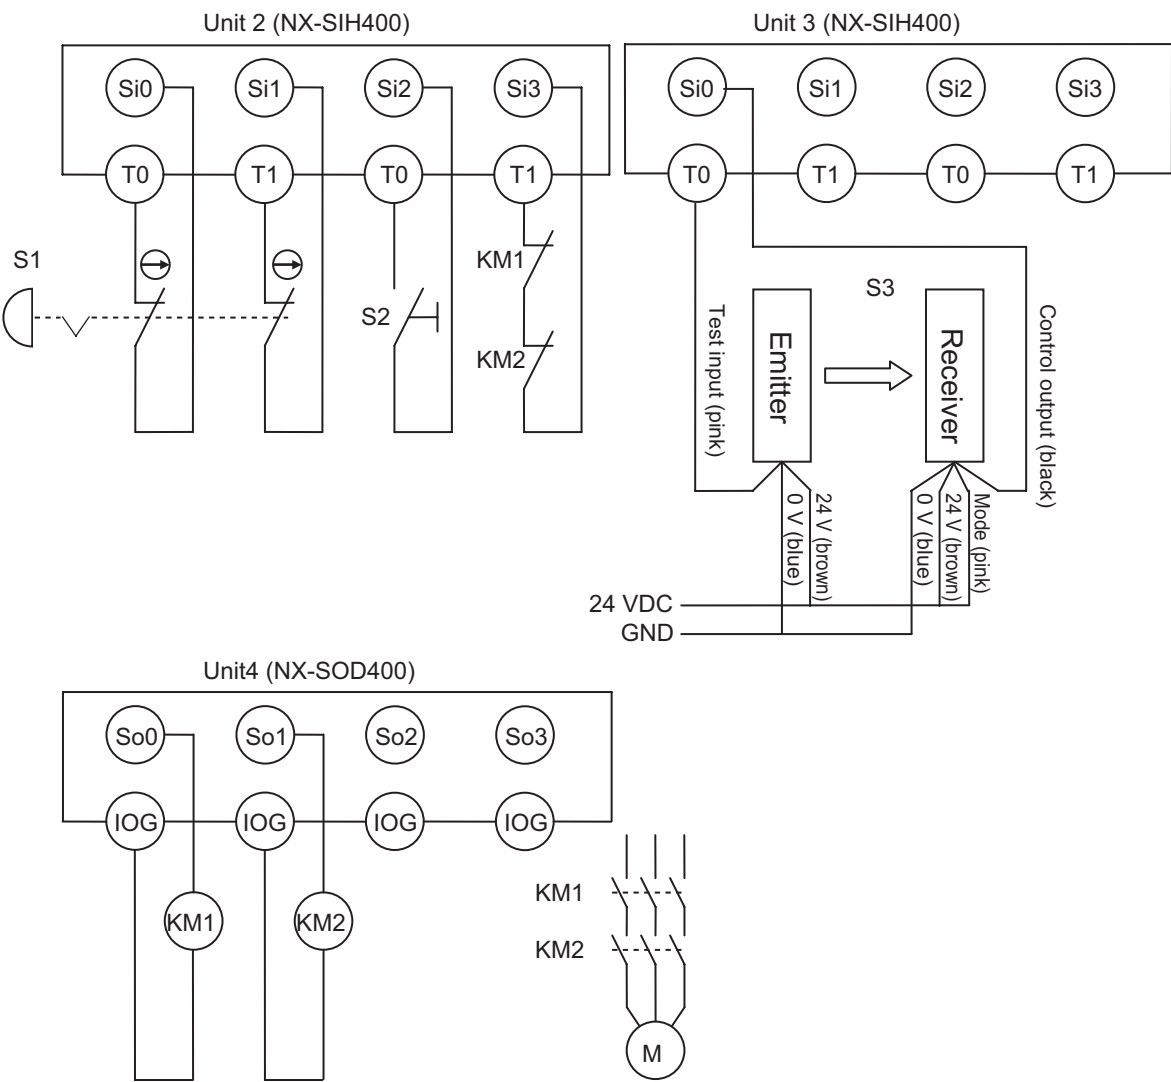 Unit 2 (NX-SIH400)
Unit 3 (NX-SIH400)
Si0 Si1 Si2 Si3
Si0 Si1 Si2 Si3
T0 T1 T0 T1
T0 T1 T0 T1
S1
S2
KM1
KM2
S3
Test input (pink)
Emitter
Receiver
Control output (black)
0 V (blue)
24 V (brown)
0 V (blue)
24 V (brown)
Mode (pink)
24 VDC
GND
Unit4 (NX-SOD400)
So0 So1 So2 So3
IOG IOG IOG IOG
KM1 KM2
KM1
KM2
M